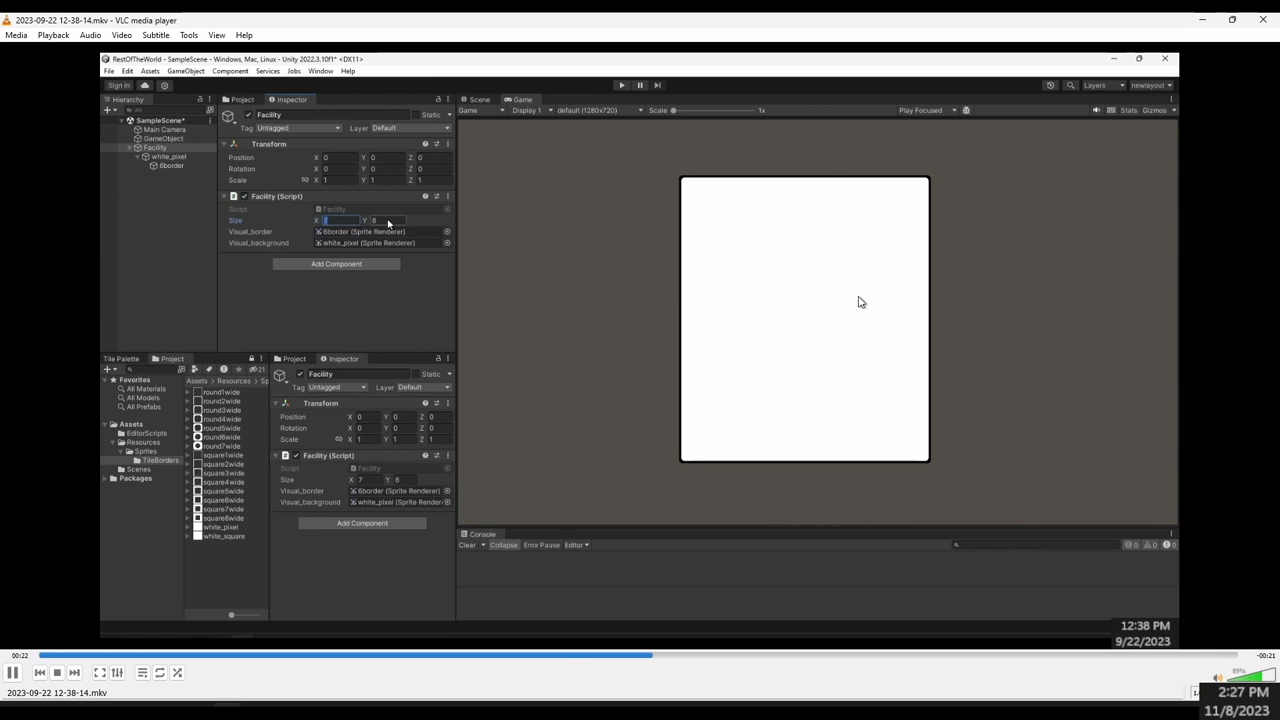 2023-09-22 12-38-14.mkv - VLC media player
Media Playback Audio Video Subtitle Tools View Help
RestOfTheWorld - SampleScene - Windows, Mac, Linux - Unity 2022.3.10f1* <DX11>
File Edit Assets GameObject Component Services Jobs Window Help
Sign in Layers newlayout
Hierarchy
All
SampleScene*
Main Camera
GameObject
Facility
white_pixel
6border
Project Inspector
Facility Static
Tag Untagged Layer Default
Transform
Position X 0 Y 0 Z 0
Rotation X 0 Y 0 Z 0
Scale X 1 Y 1 Z 1
Facility (Script)
Script Facility
Size X 7 Y 8
Visual_border 6border (Sprite Renderer)
Visual_background white_pixel (Sprite Renderer)
Add Component
Scene Game
Game Display 1 default (1280x720) Scale 1x Play Focused Stats Gizmos
Tile Palette Project
21
Favorites
All Materials
All Models
All Prefabs
Assets
EditorScripts
Resources
Sprites
TileBorders
Scenes
Packages
Assets > Resources > Sp
round1wide
round2wide
round3wide
round4wide
round5wide
round6wide
round7wide
square1wide
square2wide
square3wide
square4wide
square5wide
square6wide
square7wide
square8wide
white_pixel
white_square
Project Inspector
Facility Static
Tag Untagged Layer Default
Transform
Position X 0 Y 0 Z 0
Rotation X 0 Y 0 Z 0
Scale X 1 Y 1 Z 1
Facility (Script)
Script Facility
Size X 7 Y 8
Visual_border 6border (Sprite Renderer)
Visual_background white_pixel (Sprite Render
Add Component
Console
Clear Collapse Error Pause Editor 0 0 0
12:38 PM
9/22/2023
00:22 -00:21
89%
2023-09-22 12-38-14.mkv
2:27 PM
11/8/2023